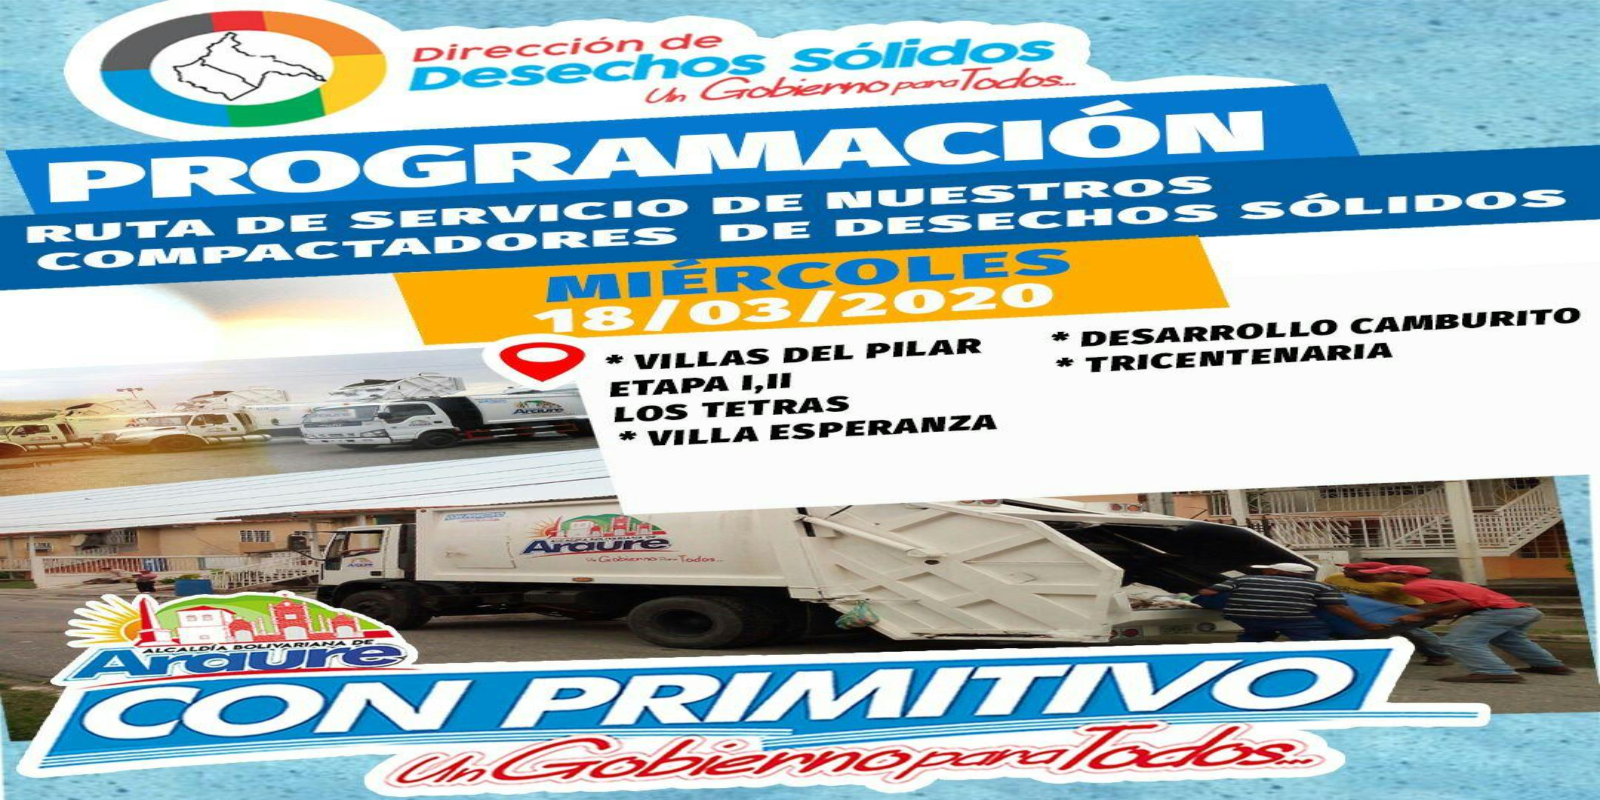 Dirección de
Desechos Sólidos
Un Gobierno para Todos...
PROGRAMACIÓN
RUTA DE SERVICIO DE NUESTROS
COMPACTADORES DE DESECHOS SÓLIDOS
MIÉRCOLES
18/03/2020
* VILLAS DEL PILAR
ETAPA I,II
LOS TETRAS
* VILLA ESPERANZA
* DESARROLLO CAMBURITO
* TRICENTENARIA
Araure
Araure
Un Gobierno Para Todos...
ALCALDÍA BOLIVARIANA DE
Araure
CON PRIMITIVO
Un Gobierno para Todos...